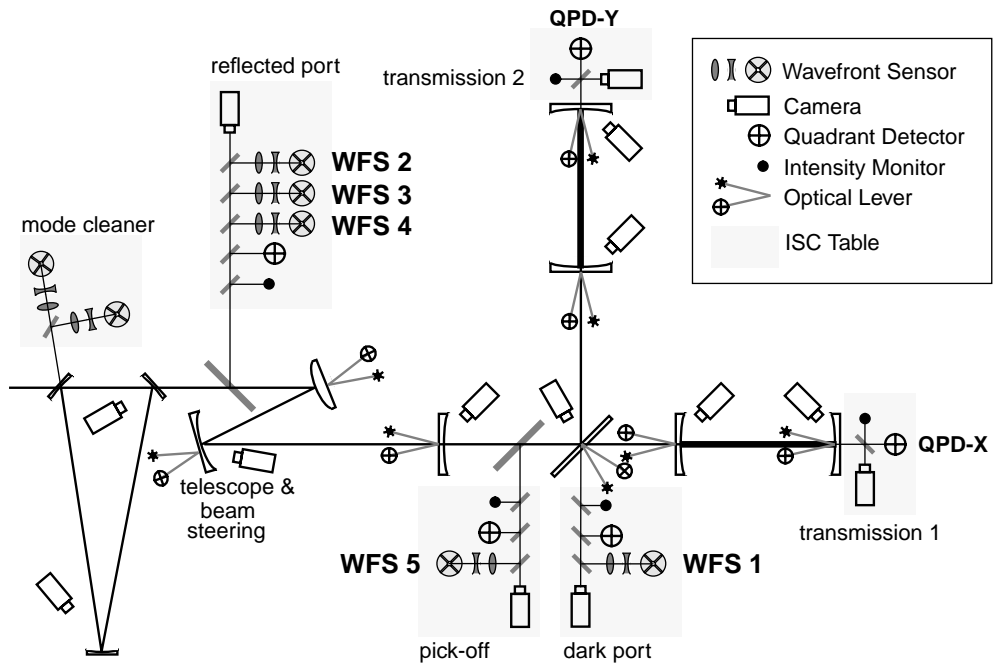 QPD-Y
reflected port
transmission 2
Wavefront Sensor
Camera
Quadrant Detector
Intensity Monitor
Optical Lever
ISC Table
WFS 2
WFS 3
WFS 4
mode cleaner
QPD-X
telescope &
beam
steering
transmission 1
WFS 5
WFS 1
pick-off
dark port